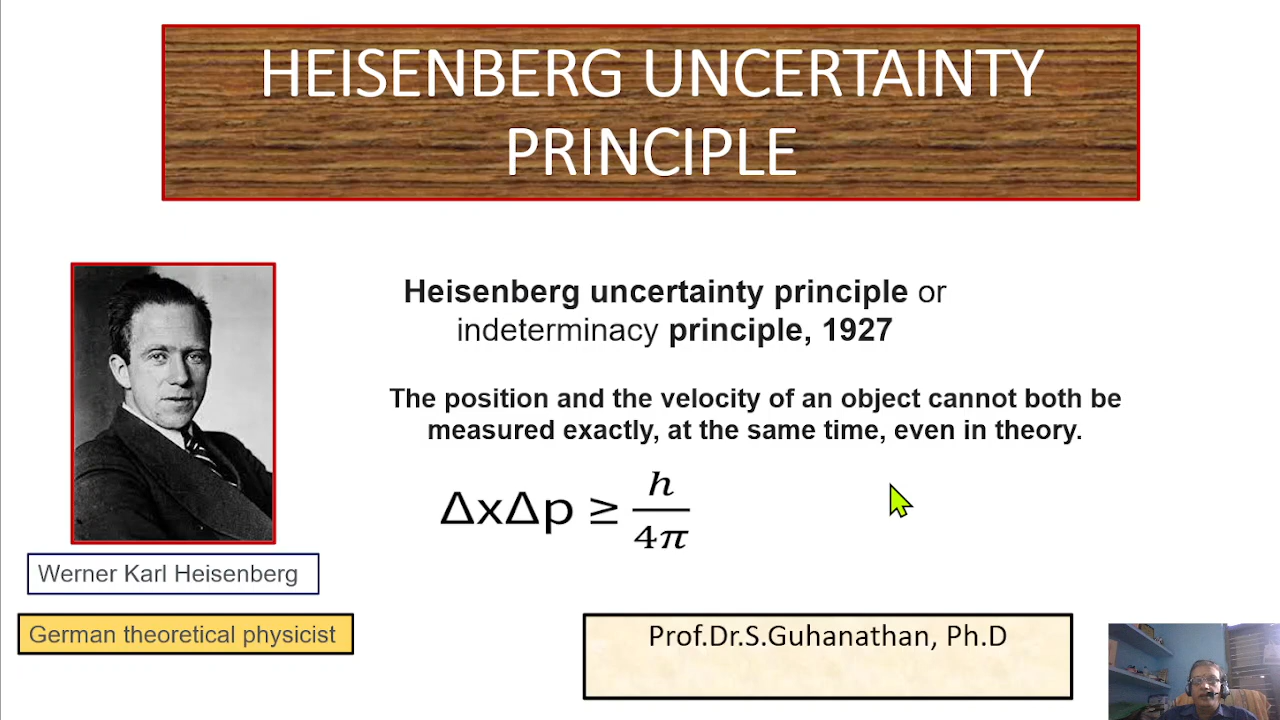 HEISENBERG UNCERTAINTY
PRINCIPLE
Heisenberg uncertainty principle or
indeterminacy principle, 1927
The position and the velocity of an object cannot both be
measured exactly, at the same time, even in theory.
ΔxΔp ≥ h/4π
Werner Karl Heisenberg
German theoretical physicist
Prof.Dr.S.Guhanathan, Ph.D